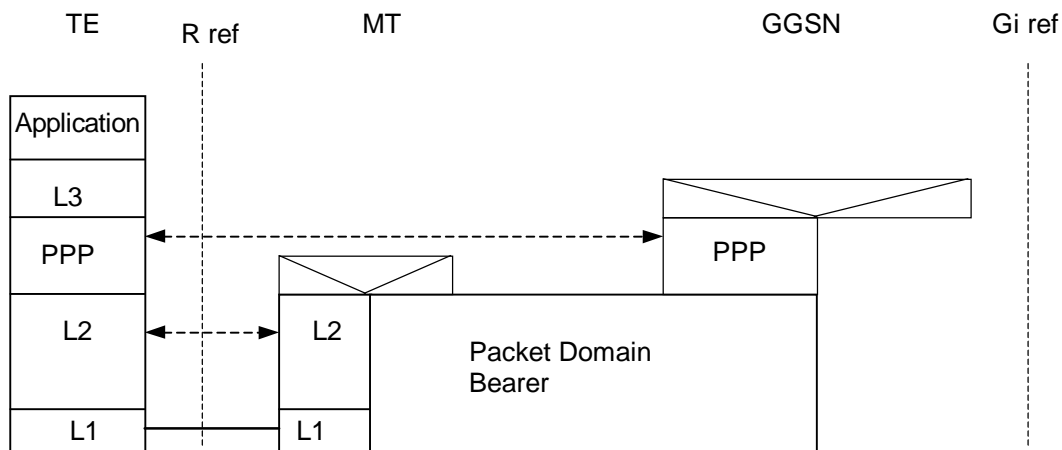 TE
R ref
MT
GGSN
Gi ref
Application
L3
PPP
PPP
L2
L2
Packet Domain
Bearer
L1
L1